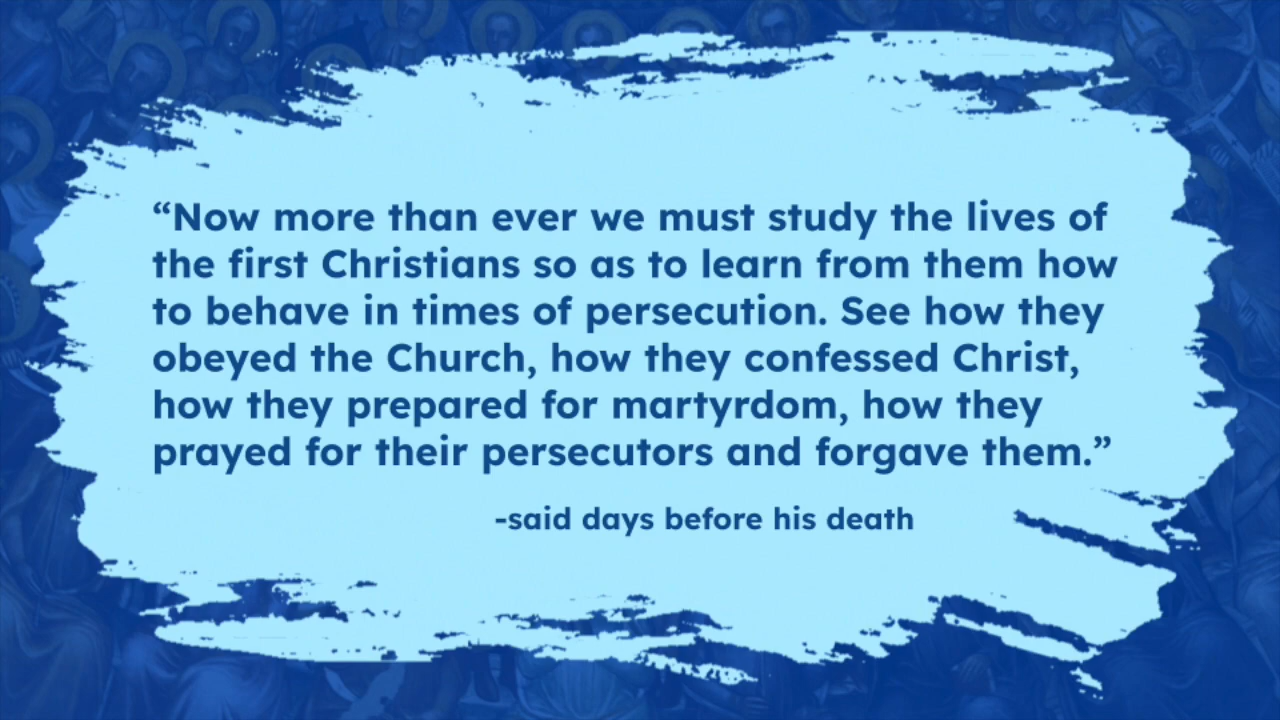 “Now more than ever we must study the lives of
the first Christians so as to learn from them how
to behave in times of persecution. See how they
obeyed the Church, how they confessed Christ,
how they prepared for martyrdom, how they
prayed for their persecutors and forgave them.”
-said days before his death